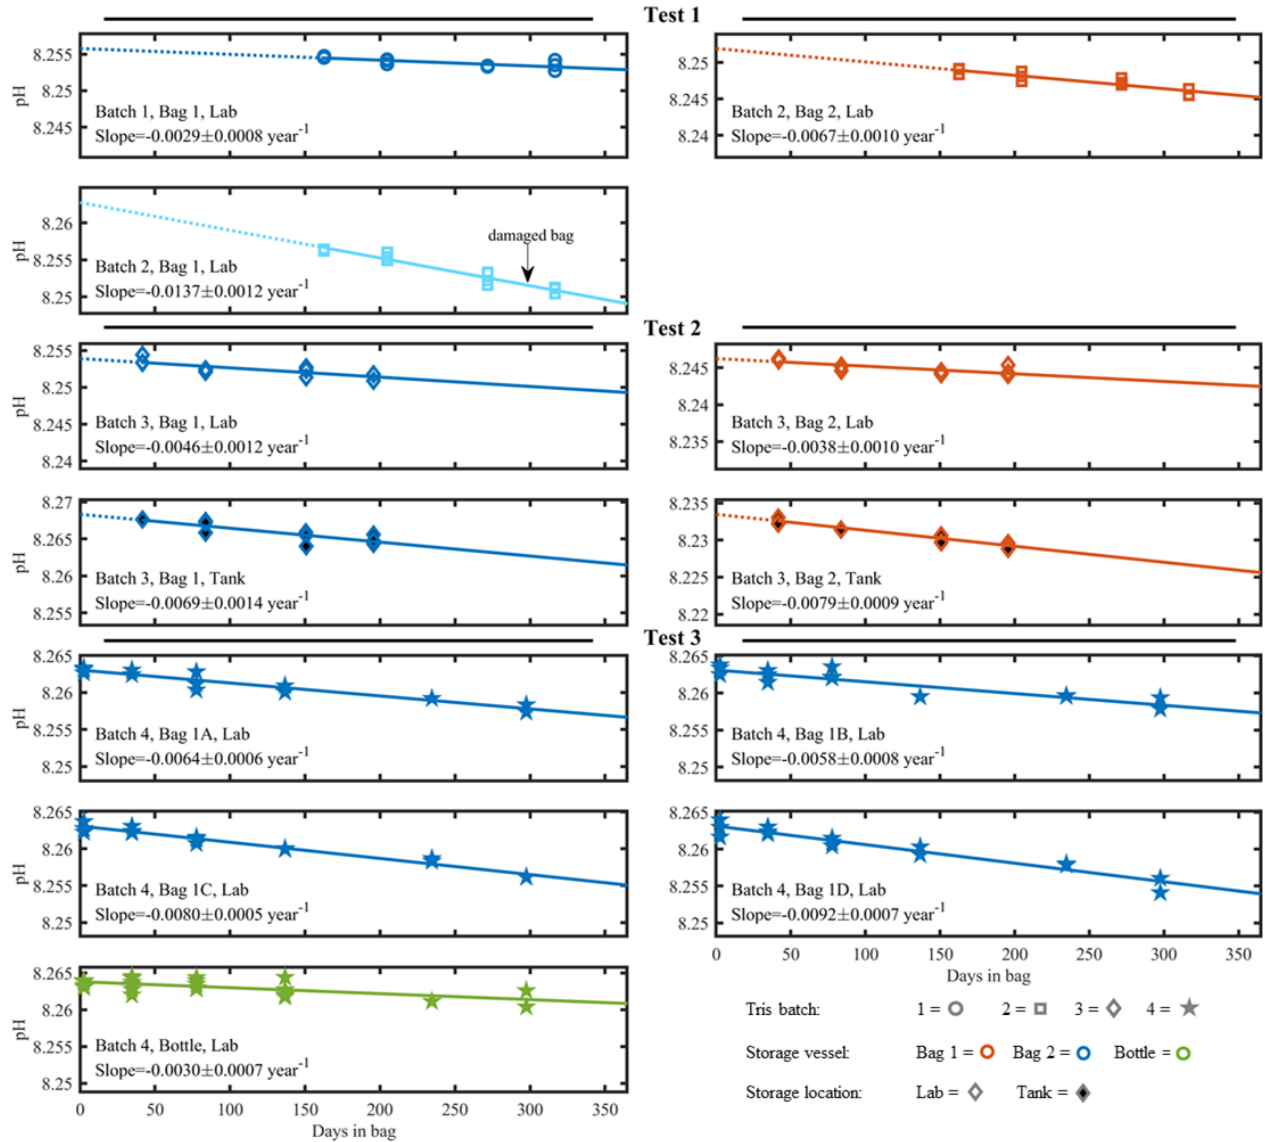 Test 1
8.255
8.25
8.245
pH
Batch 1, Bag 1, Lab
Slope=-0.0029±0.0008 year-1
8.25
8.245
8.24
Batch 2, Bag 2, Lab
Slope=-0.0067±0.0010 year-1
8.26
8.255
8.25
pH
damaged bag
Batch 2, Bag 1, Lab
Slope=-0.0137±0.0012 year-1
Test 2
8.255
8.25
8.245
8.24
pH
Batch 3, Bag 1, Lab
Slope=-0.0046±0.0012 year-1
8.245
8.24
8.235
Batch 3, Bag 2, Lab
Slope=-0.0038±0.0010 year-1
8.27
8.265
8.26
8.255
pH
Batch 3, Bag 1, Tank
Slope=-0.0069±0.0014 year-1
8.235
8.23
8.225
8.22
Batch 3, Bag 2, Tank
Slope=-0.0079±0.0009 year-1
Test 3
8.265
8.26
8.255
8.25
pH
Batch 4, Bag 1A, Lab
Slope=-0.0064±0.0006 year-1
8.265
8.26
8.255
8.25
Batch 4, Bag 1B, Lab
Slope=-0.0058±0.0008 year-1
8.265
8.26
8.255
8.25
pH
Batch 4, Bag 1C, Lab
Slope=-0.0080±0.0005 year-1
8.265
8.26
8.255
8.25
Batch 4, Bag 1D, Lab
Slope=-0.0092±0.0007 year-1
0 50 100 150 200 250 300 350
Days in bag
8.265
8.26
8.255
8.25
pH
Batch 4, Bottle, Lab
Slope=-0.0030±0.0007 year-1
0 50 100 150 200 250 300 350
Days in bag
Tris batch: 1 = 2 = 3 = 4 =
Storage vessel: Bag 1 = Bag 2 = Bottle =
Storage location: Lab = Tank =